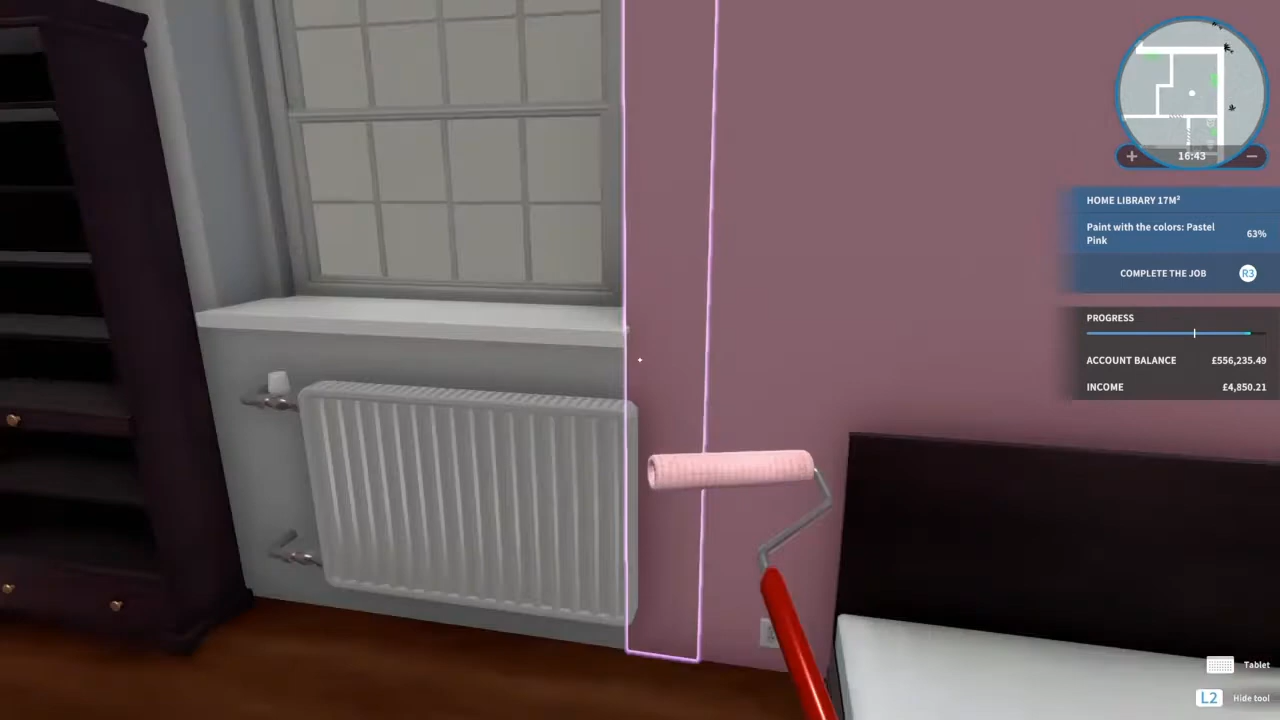 16:43
HOME LIBRARY 17M²
Paint with the colors: Pastel
Pink
63%
COMPLETE THE JOB R3
PROGRESS
ACCOUNT BALANCE £556,235.49
INCOME £4,850.21
Tablet
L2 Hide tool